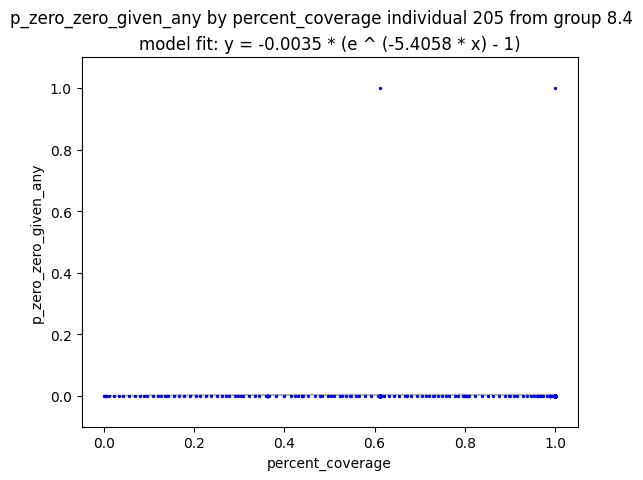 p_zero_zero_given_any by percent_coverage individual 205 from group 8.4
model fit: y = -0.0035 * (e ^ (-5.4058 * x) - 1)
p_zero_zero_given_any
1.0
0.8
0.6
0.4
0.2
0.0
0.0 0.2 0.4 0.6 0.8 1.0
percent_coverage